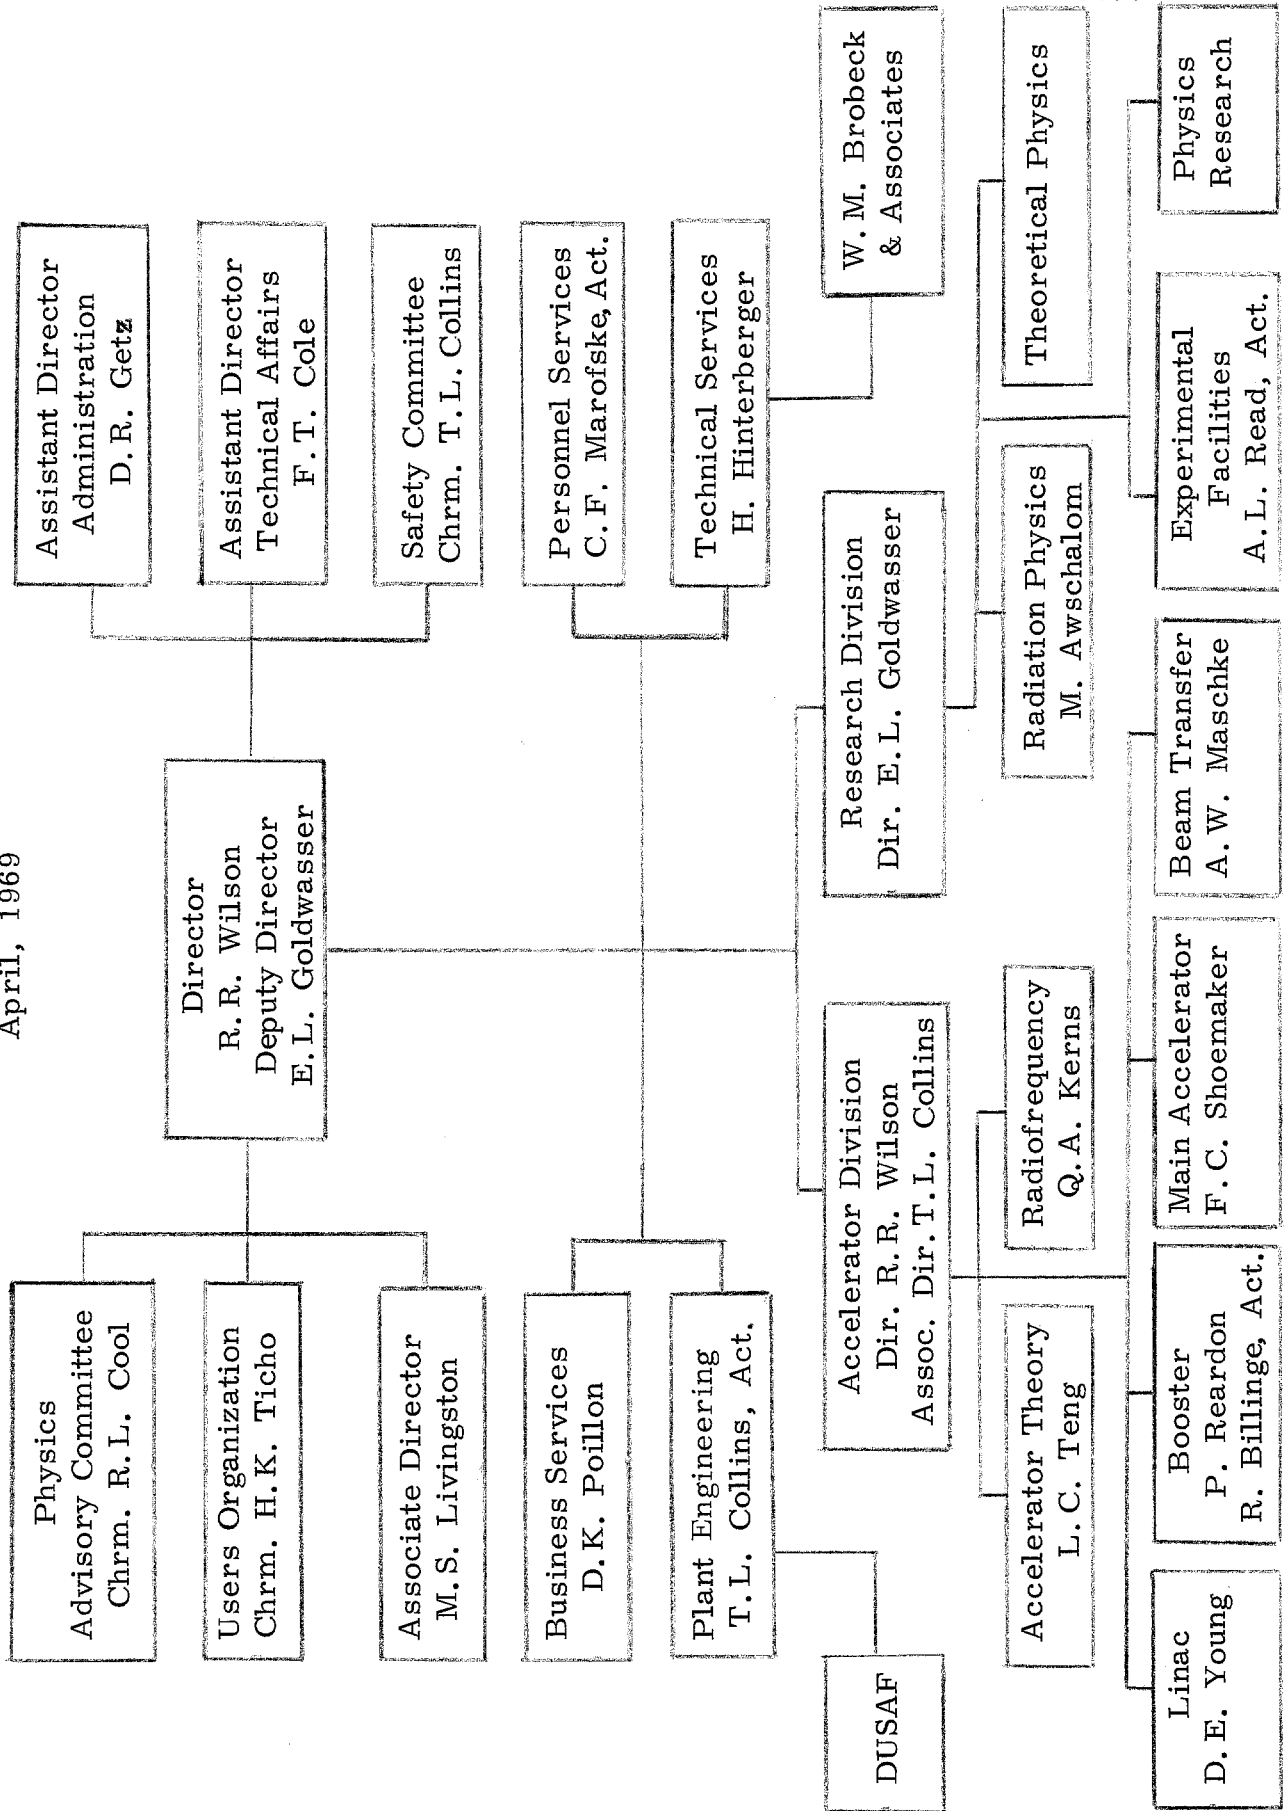 April, 1969
Director
R.R. Wilson
Deputy Director
E.L. Goldwasser
Physics
Advisory Committee
Chrm. R.L. Cool
Users Organization
Chrm. H.K. Ticho
Associate Director
M.S. Livingston
Assistant Director
Administration
D.R. Getz
Assistant Director
Technical Affairs
F.T. Cole
Safety Committee
Chrm. T.L. Collins
Business Services
D.K. Poillon
Plant Engineering
T.L. Collins, Act.
Personnel Services
C.F. Marofske, Act.
Technical Services
H. Hinterberger
DUSAF
Accelerator Division
Dir. R.R. Wilson
Assoc. Dir. T.L. Collins
Research Division
Dir. E.L. Goldwasser
W.M. Brobeck
& Associates
Accelerator Theory
L.C. Teng
Radiofrequency
Q.A. Kerns
Radiation Physics
M. Awschalom
Theoretical Physics
Linac
D.E. Young
Booster
P. Reardon
R. Billinge, Act.
Main Accelerator
F.C. Shoemaker
Beam Transfer
A.W. Maschke
Experimental
Facilities
A.L. Read, Act.
Physics
Research